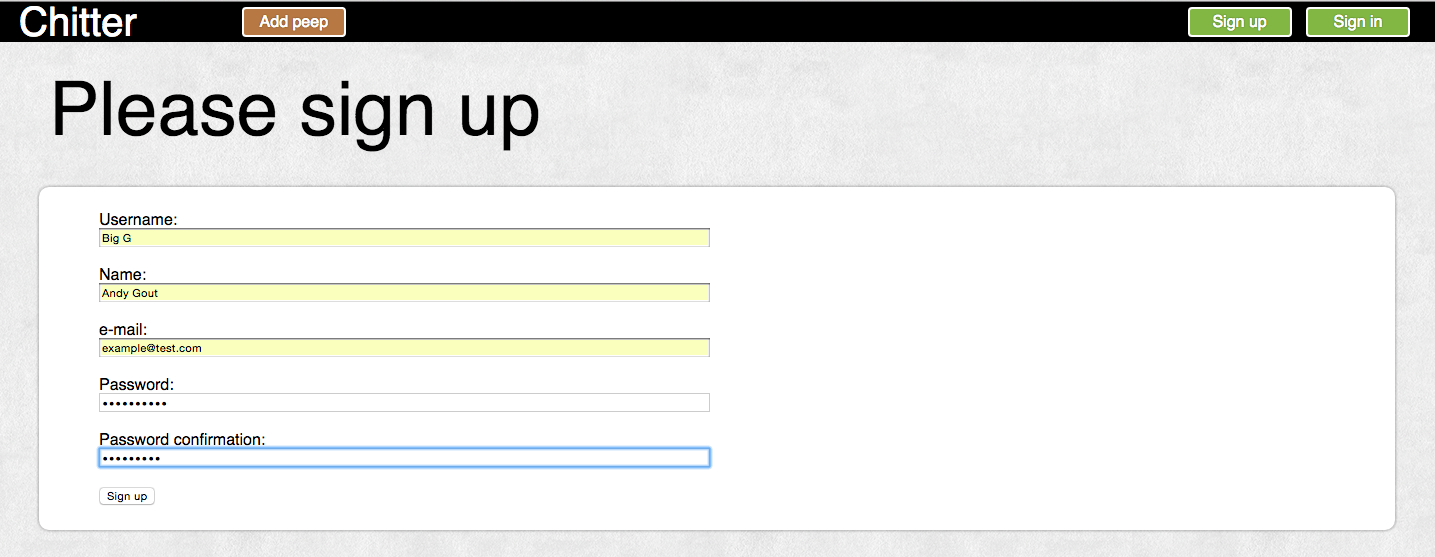 Chitter Add peep Sign up Sign in
Please sign up
Username:
Big G
Name:
Andy Gout
e-mail:
example@test.com
Password:
••••••••••
Password confirmation:
•••••••••
Sign up